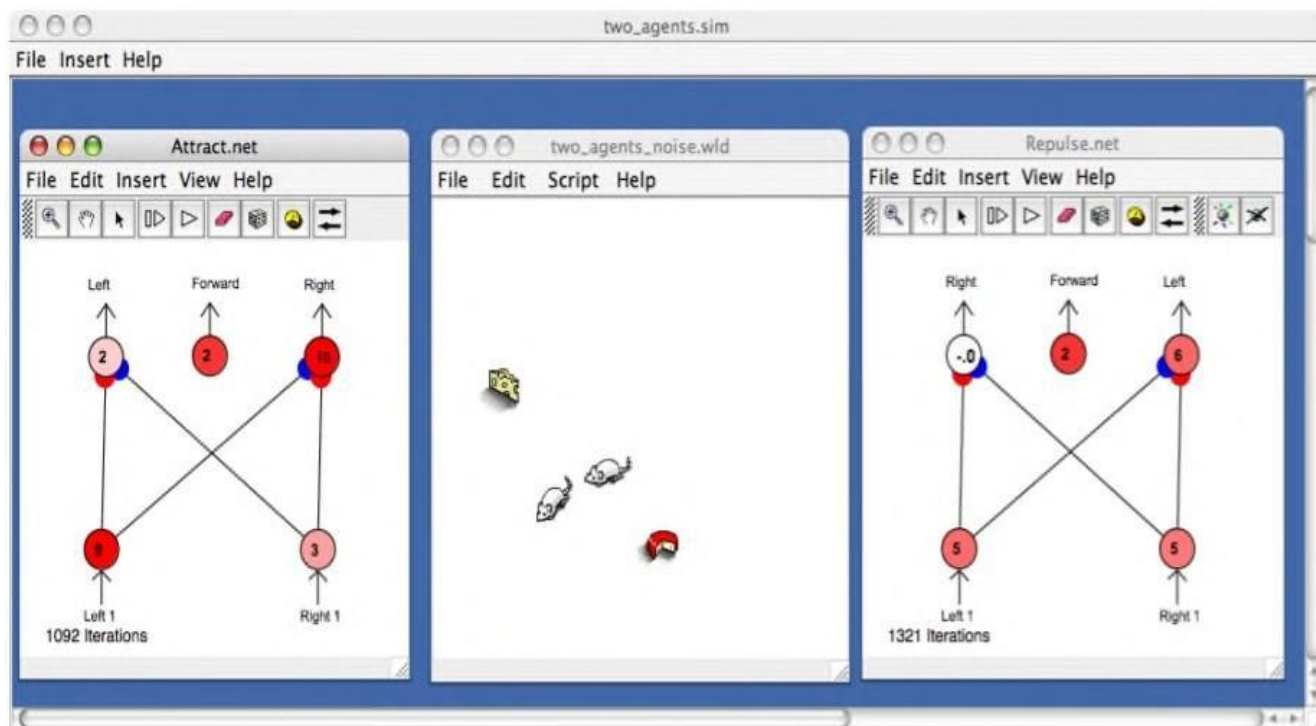 two_agents.sim
File Insert Help
Attract.net
File Edit Insert View Help
Left Forward Right
2 2 10
9 3
Left 1 Right 1
1092 Iterations
two_agents_noise.wld
File Edit Script Help
Repulse.net
File Edit Insert View Help
Right Forward Left
-.0 2 6
5 5
Left 1 Right 1
1321 Iterations